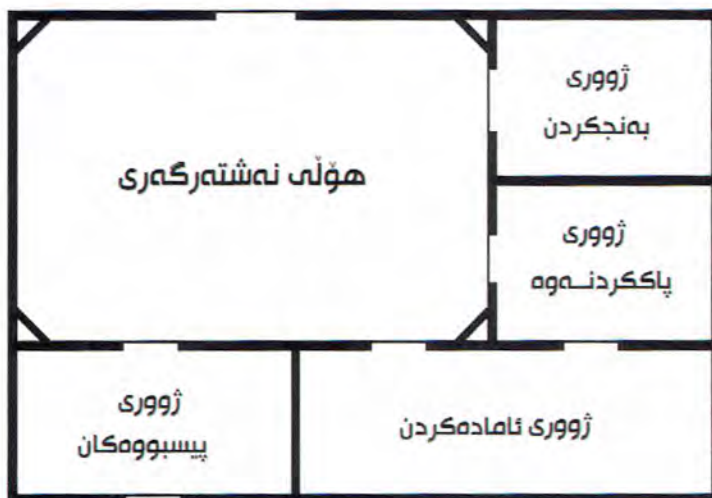 ژووری
بەنجکردن
هۆڵی نەشتەرگەری
ژووری
پاککردنــەوە
ژووری
پیسبووەکان
ژووری ئامادەکردن